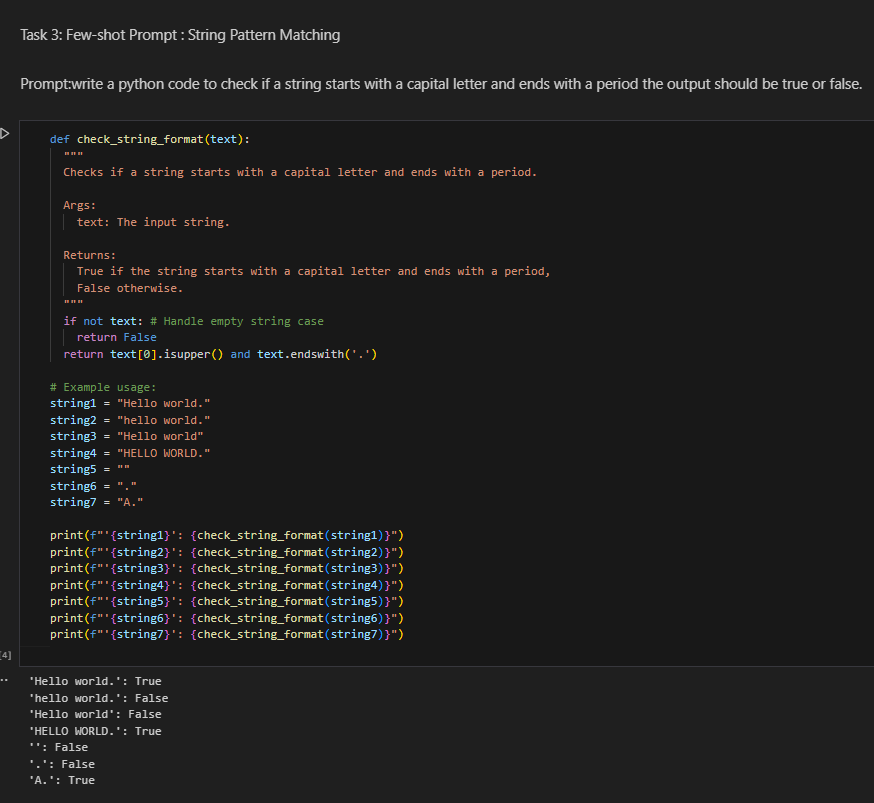 Task 3: Few-shot Prompt : String Pattern Matching
Prompt:write a python code to check if a string starts with a capital letter and ends with a period the output should be true or false.
def check_string_format(text):
  """
  Checks if a string starts with a capital letter and ends with a period.

  Args:
    text: The input string.

  Returns:
    True if the string starts with a capital letter and ends with a period,
    False otherwise.
  """
  if not text: # Handle empty string case
    return False
  return text[0].isupper() and text.endswith('.')

# Example usage:
string1 = "Hello world."
string2 = "hello world."
string3 = "Hello world"
string4 = "HELLO WORLD."
string5 = ""
string6 = "."
string7 = "A."

print(f"'{string1}': {check_string_format(string1)}")
print(f"'{string2}': {check_string_format(string2)}")
print(f"'{string3}': {check_string_format(string3)}")
print(f"'{string4}': {check_string_format(string4)}")
print(f"'{string5}': {check_string_format(string5)}")
print(f"'{string6}': {check_string_format(string6)}")
print(f"'{string7}': {check_string_format(string7)}")
[4]
'Hello world.': True
'hello world.': False
'Hello world': False
'HELLO WORLD.': True
'': False
'.': False
'A.': True